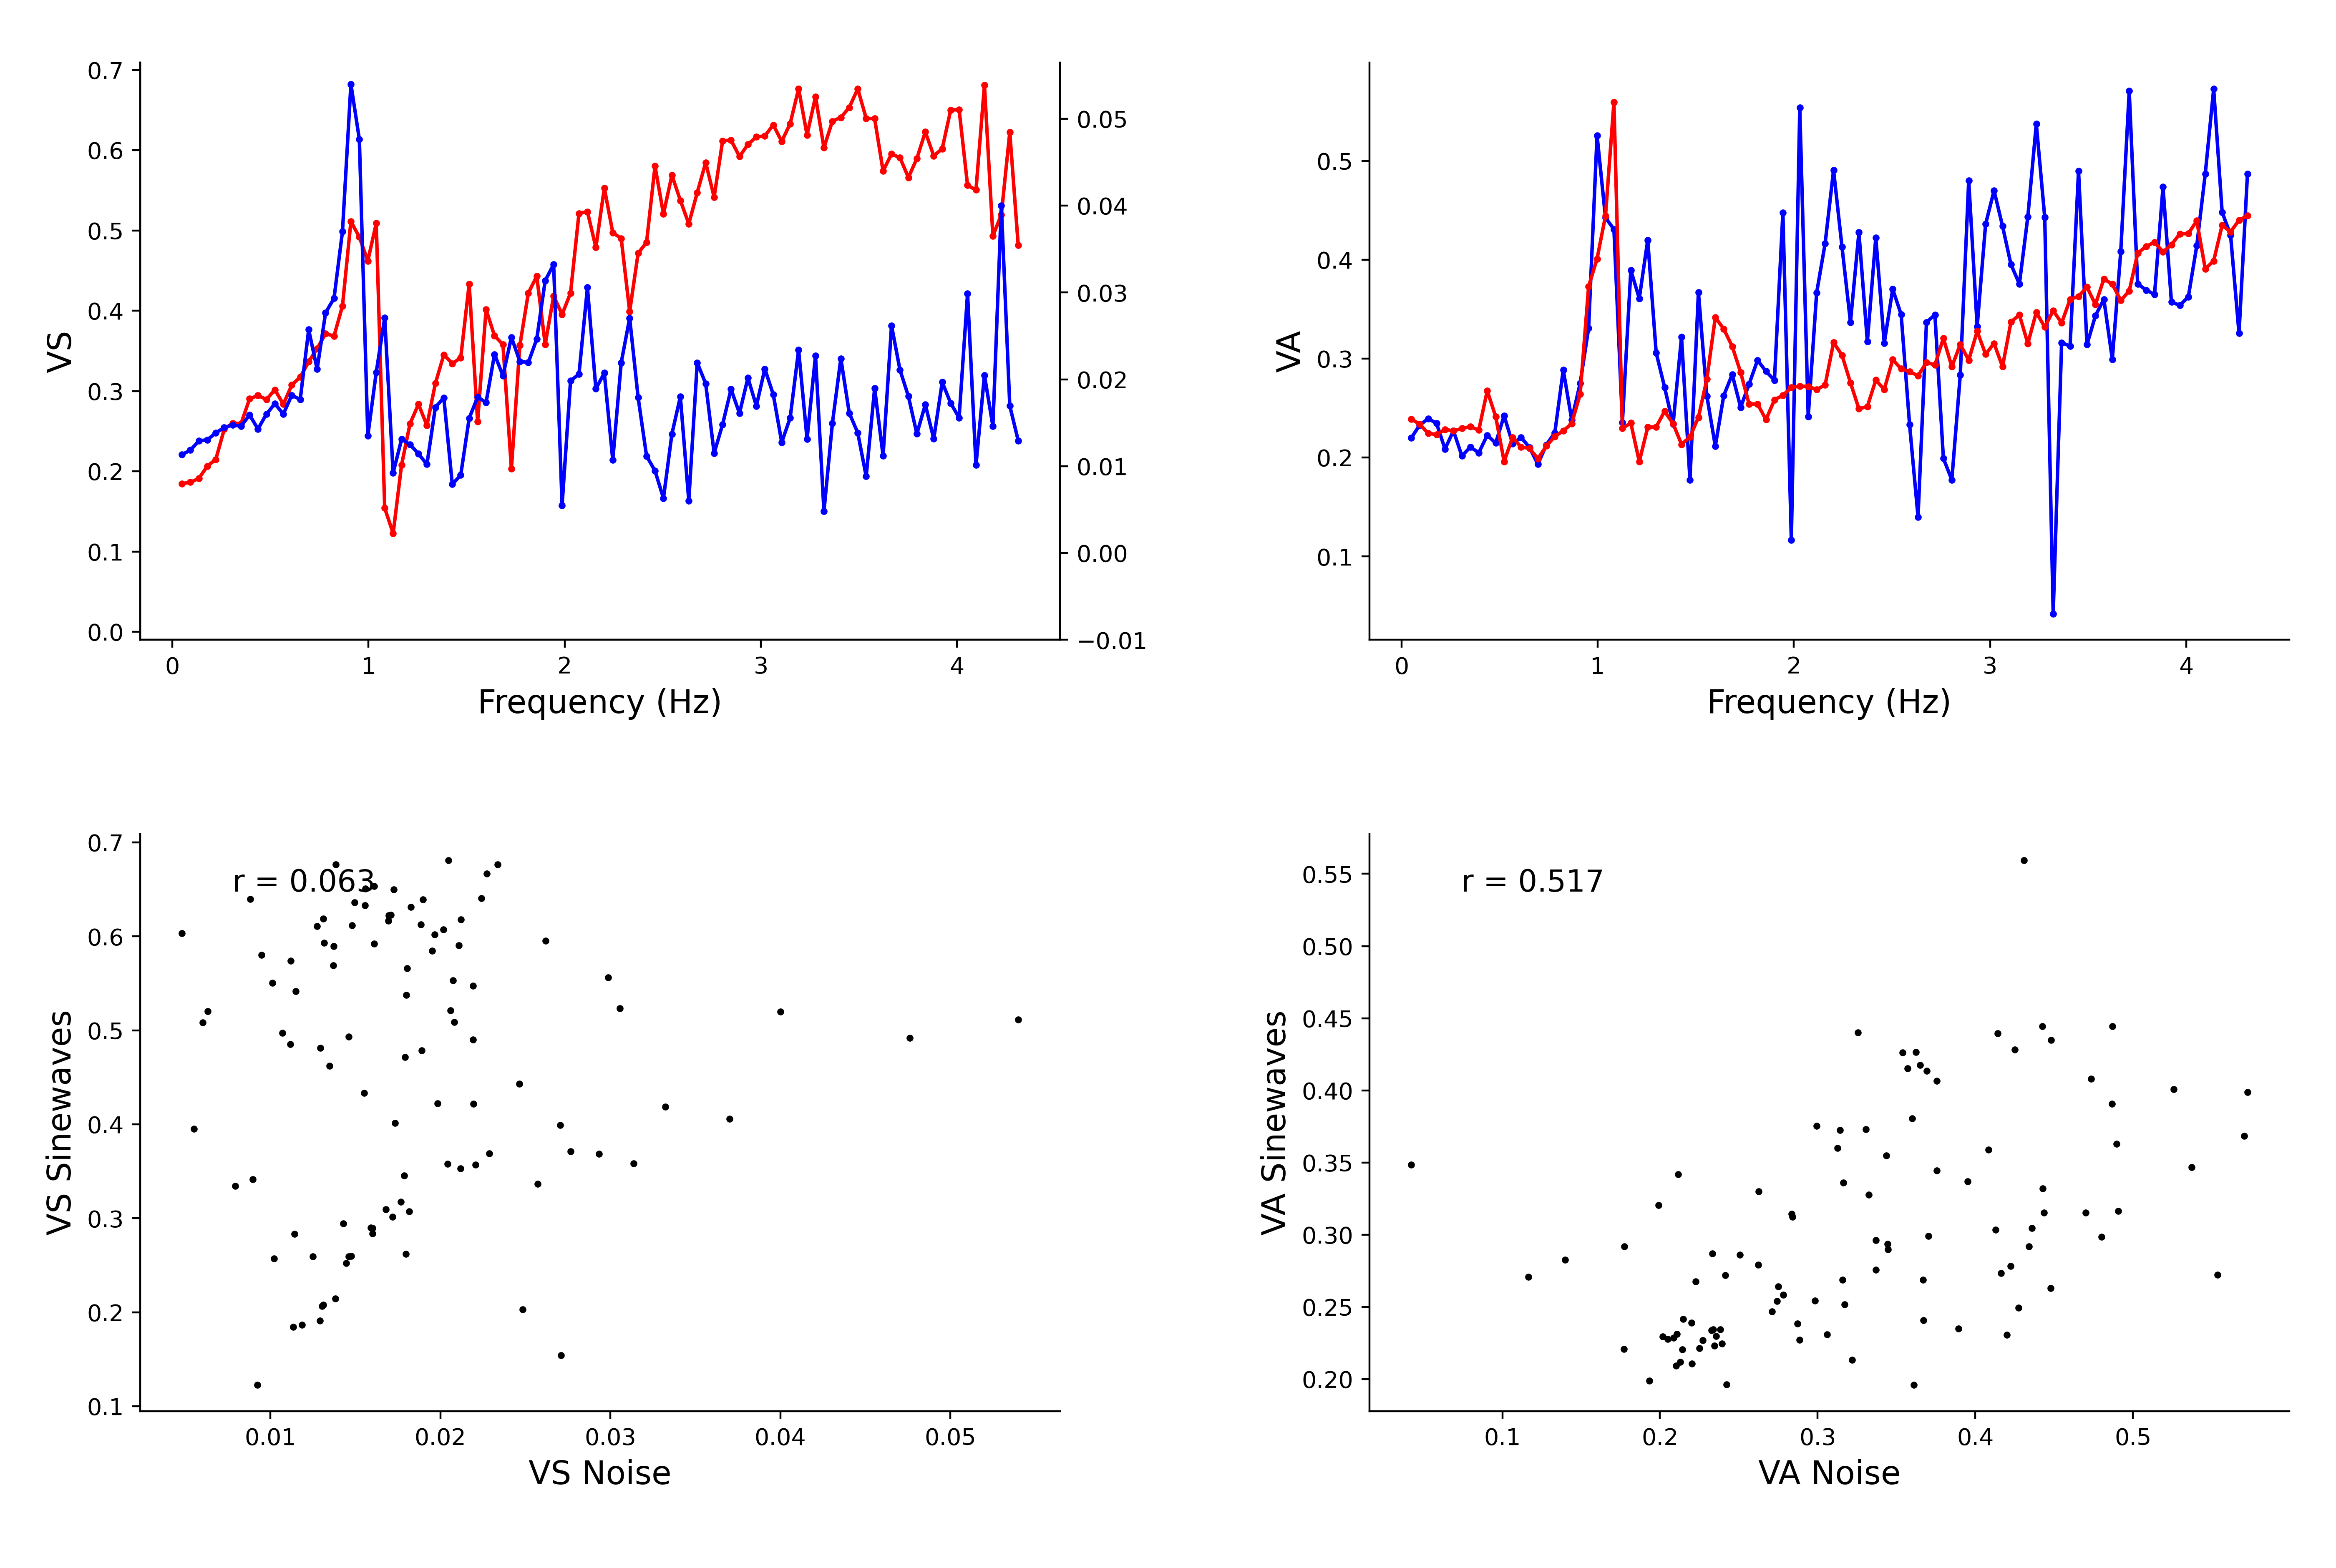 0.7
0.6
0.5
0.4
0.3
0.2
0.1
0.0
VS
0.05
0.04
0.03
0.02
0.01
0.00
−0.01
0 1 2 3 4
Frequency (Hz)
0.5
0.4
0.3
0.2
0.1
VA
0 1 2 3 4
Frequency (Hz)
0.7
0.6
0.5
0.4
0.3
0.2
0.1
VS Sinewaves
r = 0.063
0.01 0.02 0.03 0.04 0.05
VS Noise
0.55
0.50
0.45
0.40
0.35
0.30
0.25
0.20
VA Sinewaves
r = 0.517
0.1 0.2 0.3 0.4 0.5
VA Noise